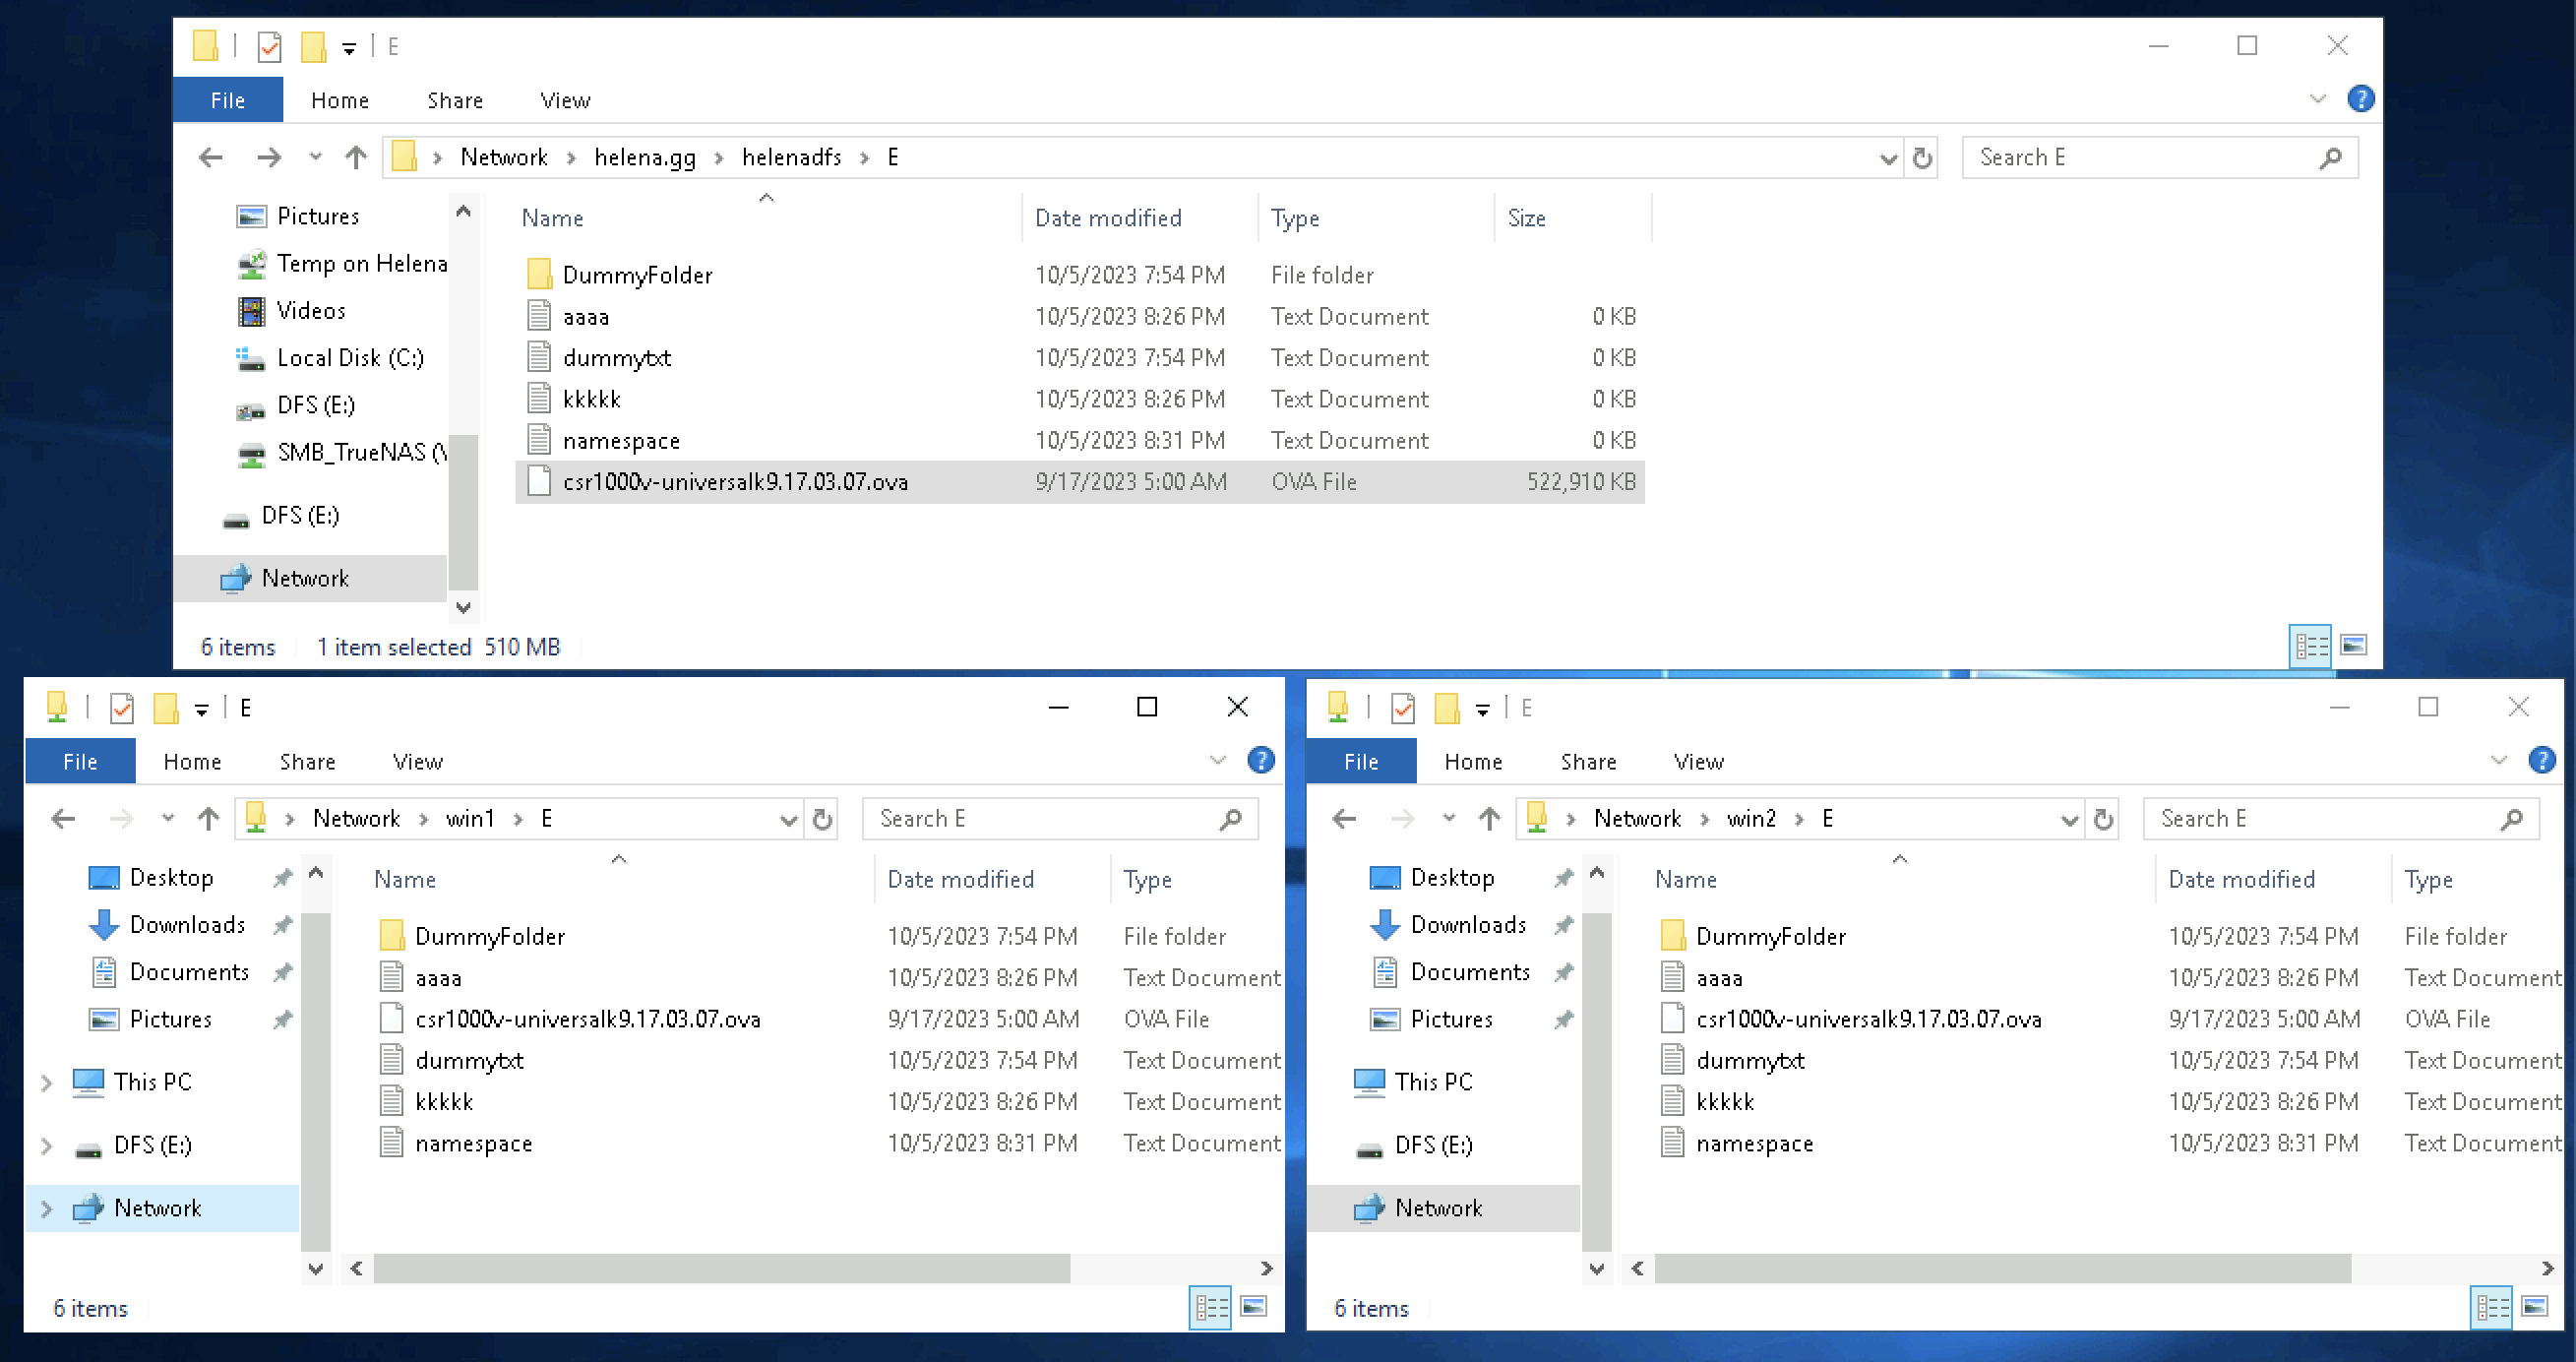 E
File Home Share View
Network helena.gg helenadfs E
Search E
Pictures
Temp on Helena
Videos
Local Disk (C:)
DFS (E:)
SMB_TrueNAS (\
DFS (E:)
Network
Name Date modified Type Size
DummyFolder 10/5/2023 7:54 PM File folder
aaaa 10/5/2023 8:26 PM Text Document 0 KB
dummytxt 10/5/2023 7:54 PM Text Document 0 KB
kkkkk 10/5/2023 8:26 PM Text Document 0 KB
namespace 10/5/2023 8:31 PM Text Document 0 KB
csr1000v-universalk9.17.03.07.ova 9/17/2023 5:00 AM OVA File 522,910 KB
6 items 1 item selected 510 MB
E
File Home Share View
Network win1 E
Search E
Desktop
Downloads
Documents
Pictures
This PC
DFS (E:)
Network
Name Date modified Type
DummyFolder 10/5/2023 7:54 PM File folder
aaaa 10/5/2023 8:26 PM Text Document
csr1000v-universalk9.17.03.07.ova 9/17/2023 5:00 AM OVA File
dummytxt 10/5/2023 7:54 PM Text Document
kkkkk 10/5/2023 8:26 PM Text Document
namespace 10/5/2023 8:31 PM Text Document
6 items
E
File Home Share View
Network win2 E
Search E
Desktop
Downloads
Documents
Pictures
This PC
DFS (E:)
Network
Name Date modified Type
DummyFolder 10/5/2023 7:54 PM File folder
aaaa 10/5/2023 8:26 PM Text Document
csr1000v-universalk9.17.03.07.ova 9/17/2023 5:00 AM OVA File
dummytxt 10/5/2023 7:54 PM Text Document
kkkkk 10/5/2023 8:26 PM Text Document
namespace 10/5/2023 8:31 PM Text Document
6 items